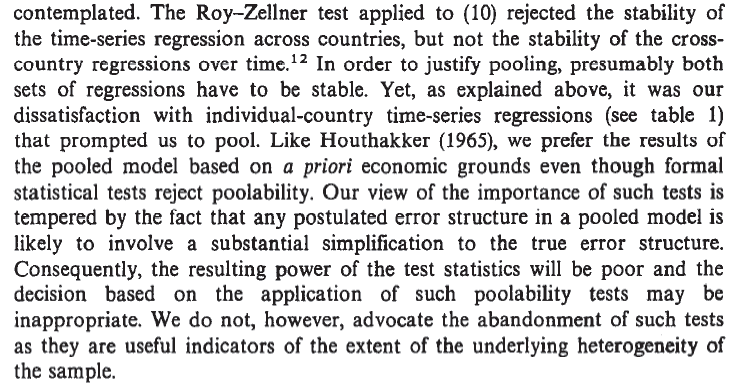 contemplated. The Roy–Zellner test applied to (10) rejected the stability of
the time-series regression across countries, but not the stability of the cross-
country regressions over time.¹² In order to justify pooling, presumably both
sets of regressions have to be stable. Yet, as explained above, it was our
dissatisfaction with individual-country time-series regressions (see table 1)
that prompted us to pool. Like Houthakker (1965), we prefer the results of
the pooled model based on a priori economic grounds even though formal
statistical tests reject poolability. Our view of the importance of such tests is
tempered by the fact that any postulated error structure in a pooled model is
likely to involve a substantial simplification to the true error structure.
Consequently, the resulting power of the test statistics will be poor and the
decision based on the application of such poolability tests may be
inappropriate. We do not, however, advocate the abandonment of such tests
as they are useful indicators of the extent of the underlying heterogeneity of
the sample.